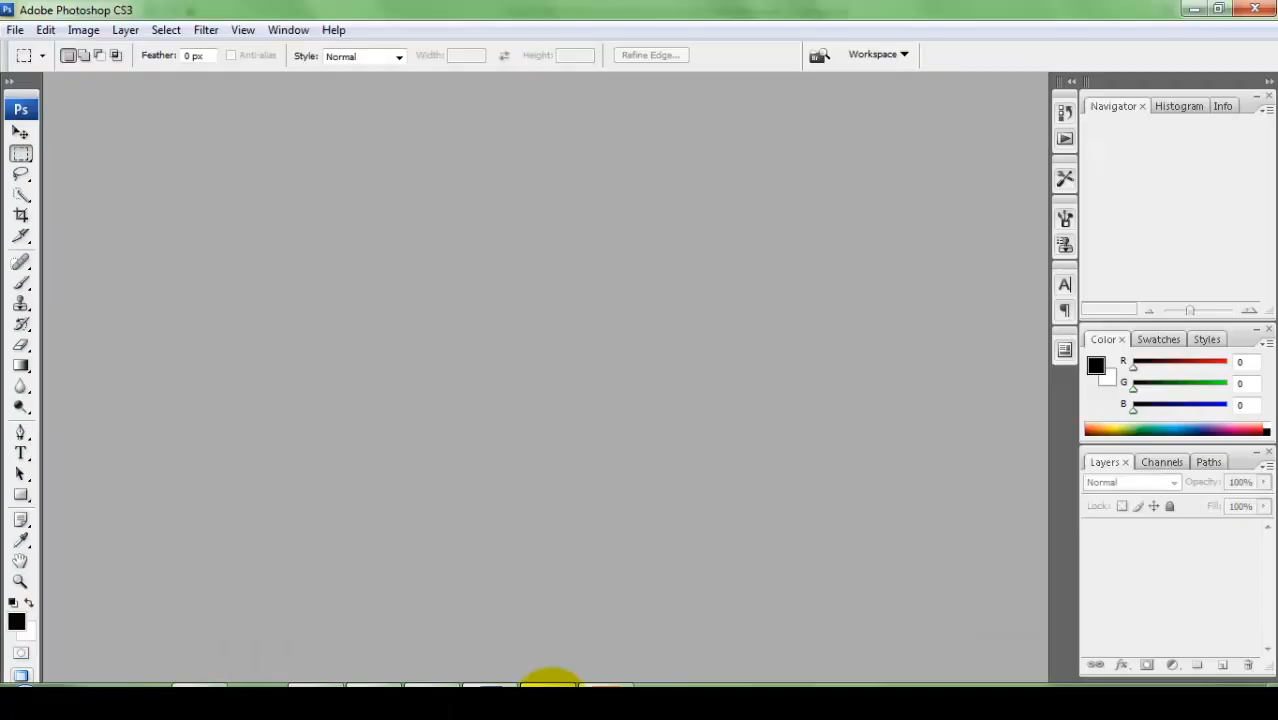 Ps Adobe Photoshop CS3
File Edit Image Layer Select Filter View Window Help
Feather: 0 px Anti-alias Style: Normal Width: Height: Refine Edge... Workspace
Ps
Navigator × Histogram Info
Color × Swatches Styles
R 0
G 0
B 0
Layers × Channels Paths
Normal Opacity: 100%
Lock: Fill: 100%